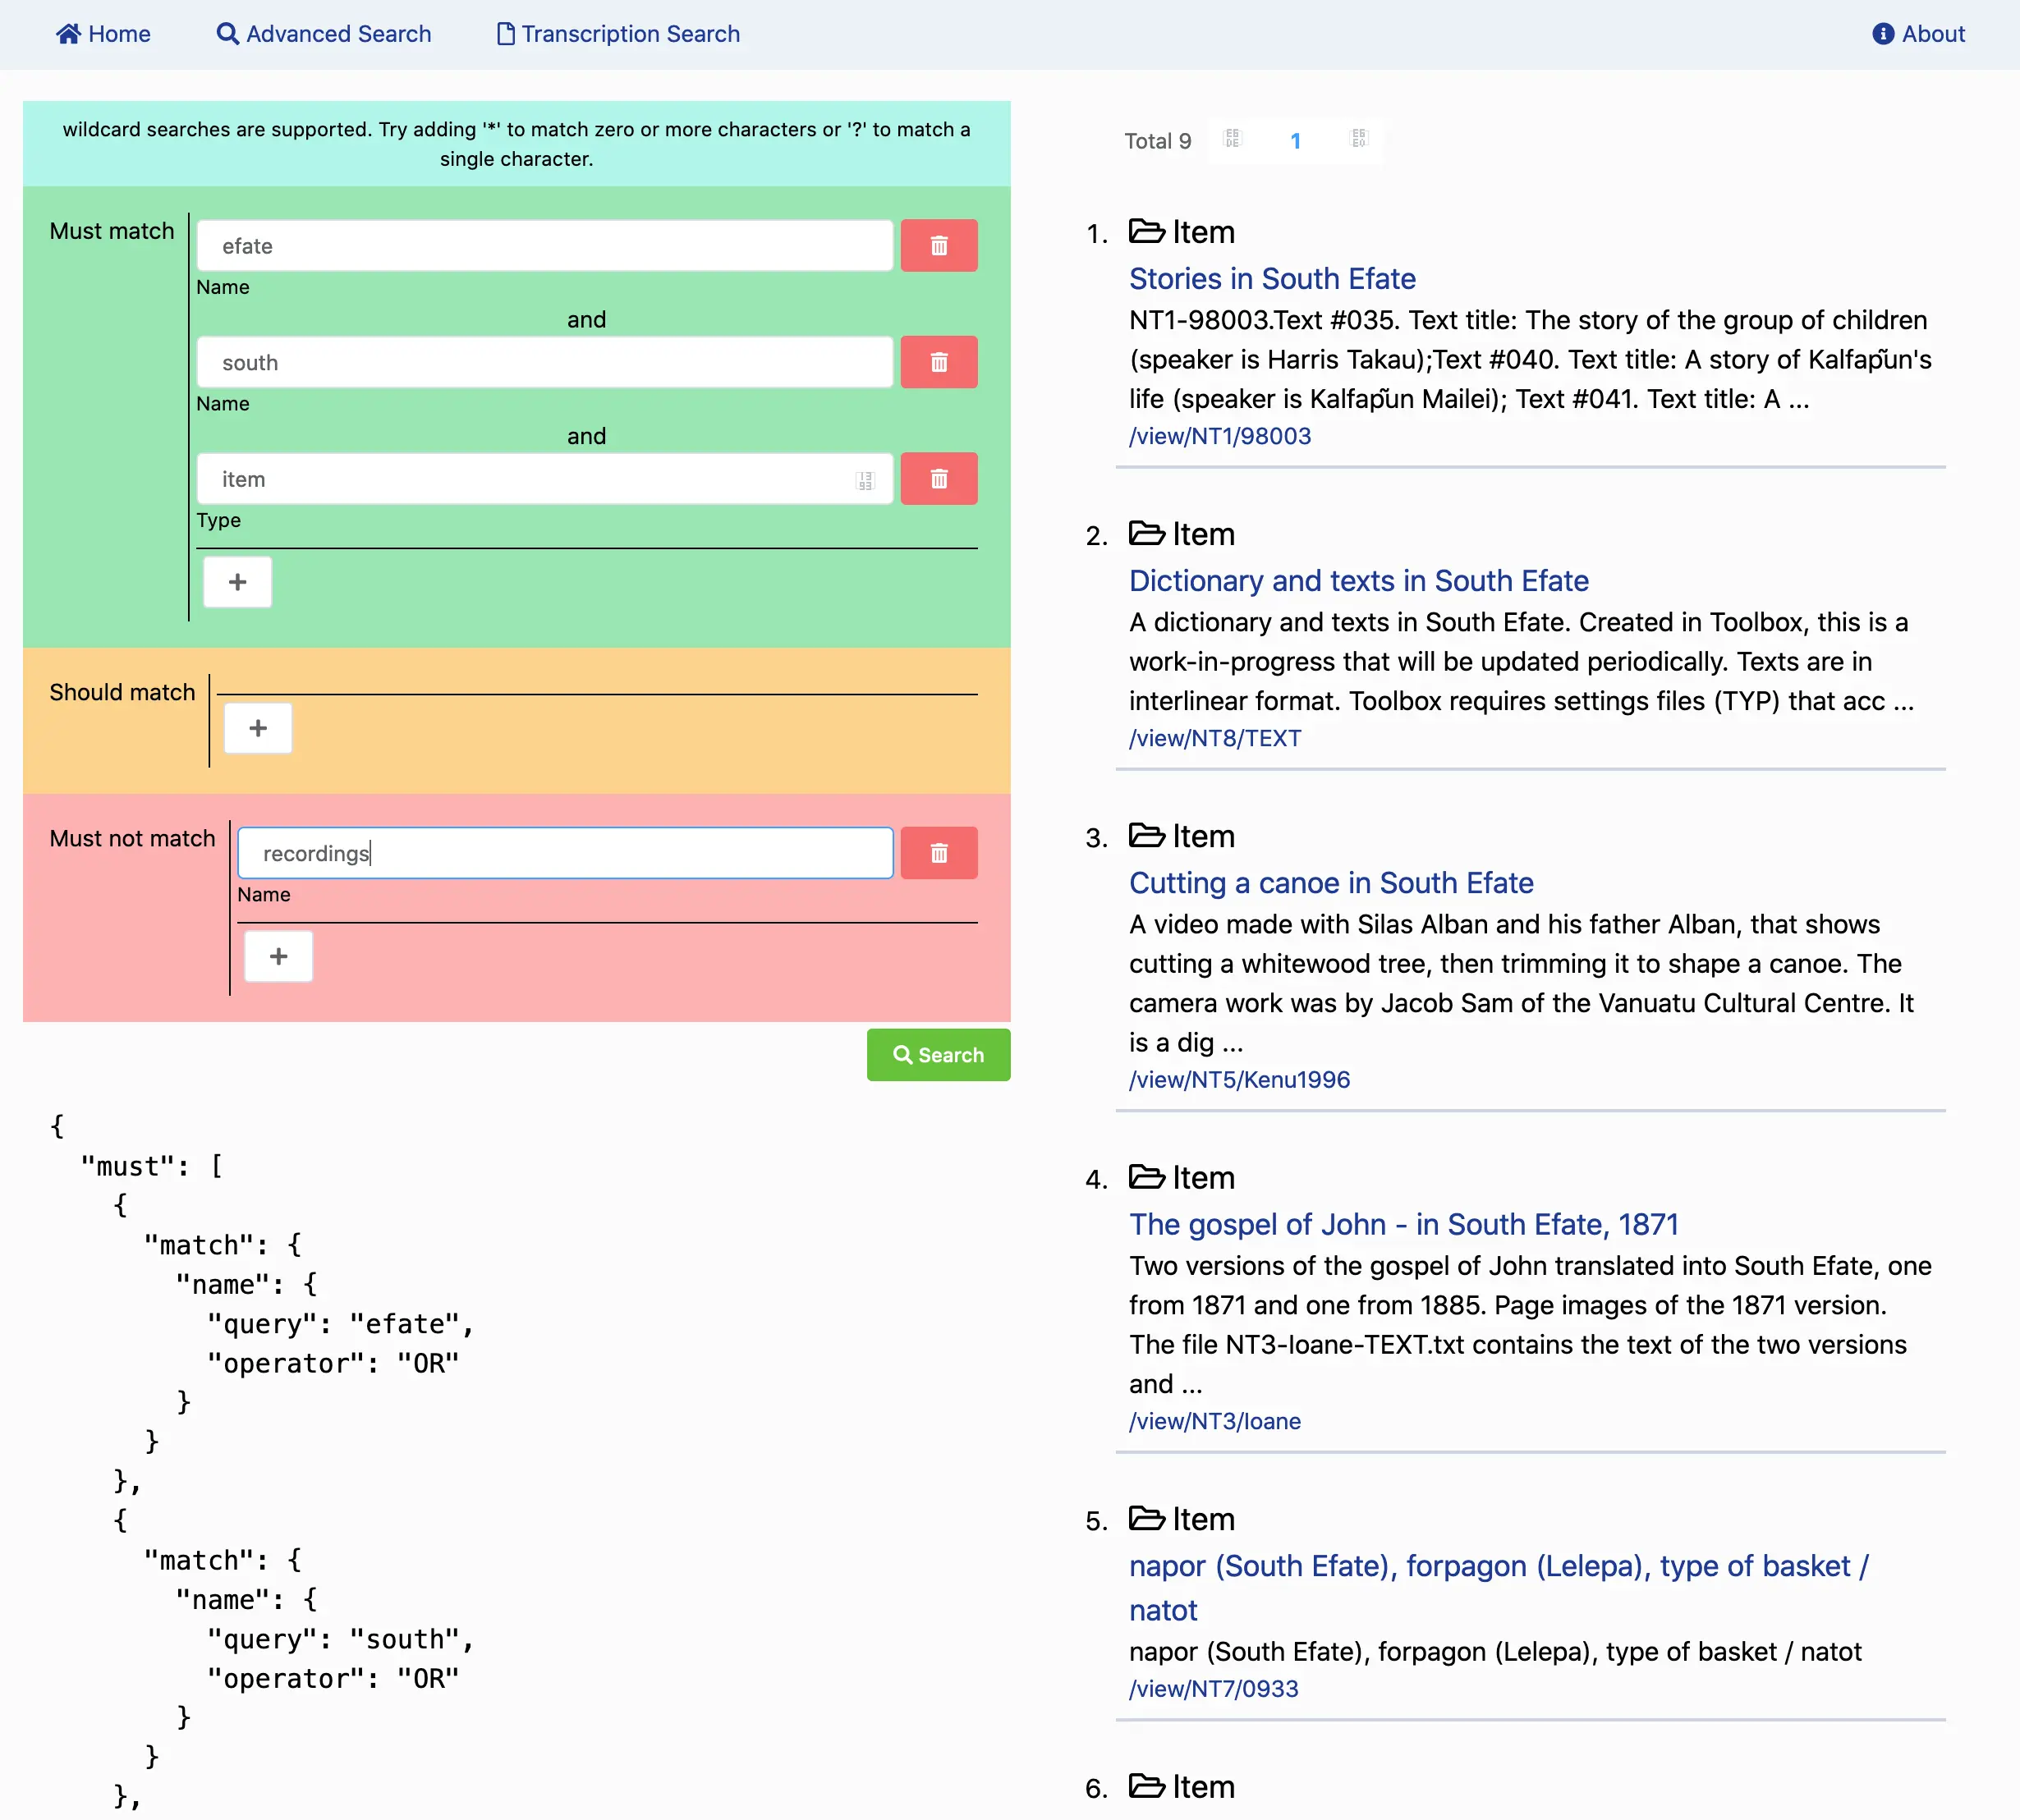 Home
Advanced Search
Transcription Search
About
wildcard searches are supported. Try adding '*' to match zero or more characters or '?' to match a
single character.
Must match
efate
Name
and
south
Name
and
item
Type
+
Should match
+
Must not match
recordings
Name
+
Search
{
"must": [
{
"match": {
"name": {
"query": "efate",
"operator": "OR"
}
}
},
{
"match": {
"name": {
"query": "south",
"operator": "OR"
}
}
},
Total 9
1
1. Item
Stories in South Efate
NT1-98003.Text #035. Text title: The story of the group of children
(speaker is Harris Takau);Text #040. Text title: A story of Kalfap̃un's
life (speaker is Kalfap̃un Mailei); Text #041. Text title: A ...
/view/NT1/98003
2. Item
Dictionary and texts in South Efate
A dictionary and texts in South Efate. Created in Toolbox, this is a
work-in-progress that will be updated periodically. Texts are in
interlinear format. Toolbox requires settings files (TYP) that acc ...
/view/NT8/TEXT
3. Item
Cutting a canoe in South Efate
A video made with Silas Alban and his father Alban, that shows
cutting a whitewood tree, then trimming it to shape a canoe. The
camera work was by Jacob Sam of the Vanuatu Cultural Centre. It
is a dig ...
/view/NT5/Kenu1996
4. Item
The gospel of John - in South Efate, 1871
Two versions of the gospel of John translated into South Efate, one
from 1871 and one from 1885. Page images of the 1871 version.
The file NT3-Ioane-TEXT.txt contains the text of the two versions
and ...
/view/NT3/Ioane
5. Item
napor (South Efate), forpagon (Lelepa), type of basket /
natot
napor (South Efate), forpagon (Lelepa), type of basket / natot
/view/NT7/0933
6. Item